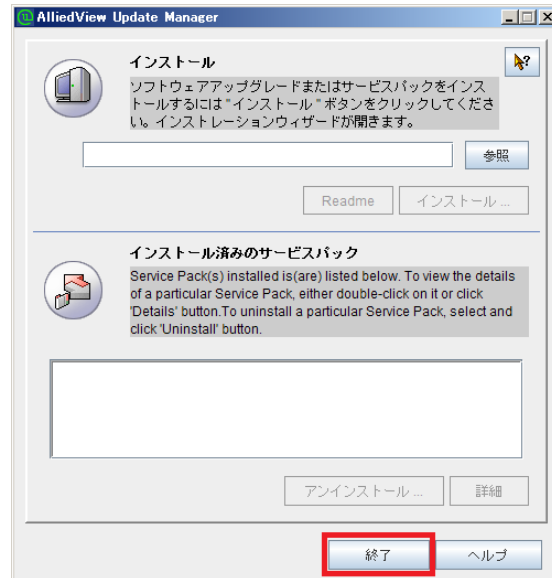 AlliedView Update Manager
インストール
ソフトウェアアップグレードまたはサービスパックをインス
トールするには"インストール"ボタンをクリックしてくださ
い。インストレーションウィザードが開きます。
参照
Readme
インストール ...
インストール済みのサービスパック
Service Pack(s) installed is(are) listed below. To view the details
of a particular Service Pack, either double-click on it or click
'Details' button.To uninstall a particular Service Pack, select and
click 'Uninstall' button.
アンインストール ...
詳細
終了
ヘルプ